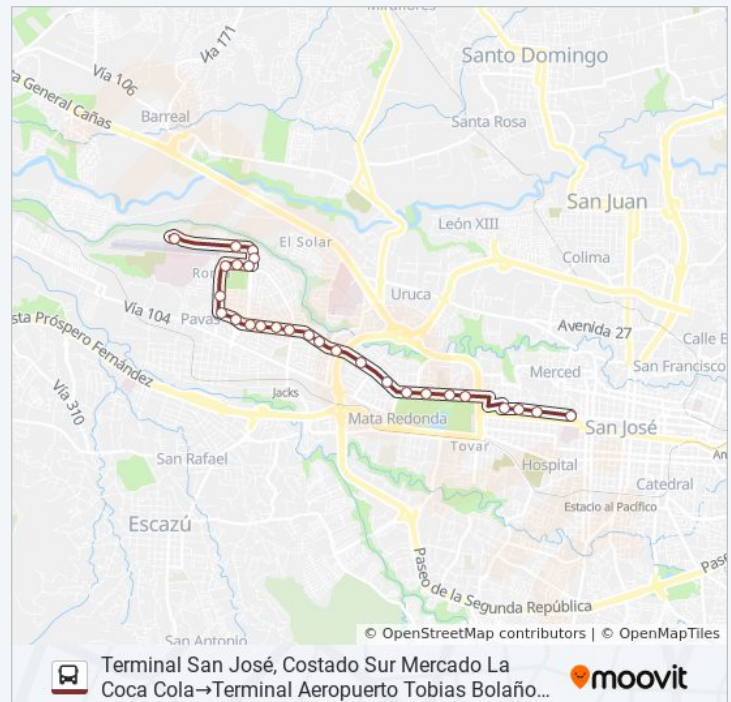 Miraflores
Vía 171
Santo Domingo
Vía 106
ta General Cañas
Barreal
Santa Rosa
San Juan
León XIII
El Solar
Colima
Uruca
Vía 104
Pavas
Avenida 27
Calle B
sta Próspero Fernández
Merced
San Francisco
Jacks
Vía 310
Mata Redonda
San José
San Rafael
Tovar
Hospital
Catedral
Escazú
Estacio al Pacífico
Paseo de la Segunda República
San Antonio
© OpenStreetMap contributors | © OpenMapTiles
Terminal San José, Costado Sur Mercado La
Coca Cola→Terminal Aeropuerto Tobias Bolaño...
moovit